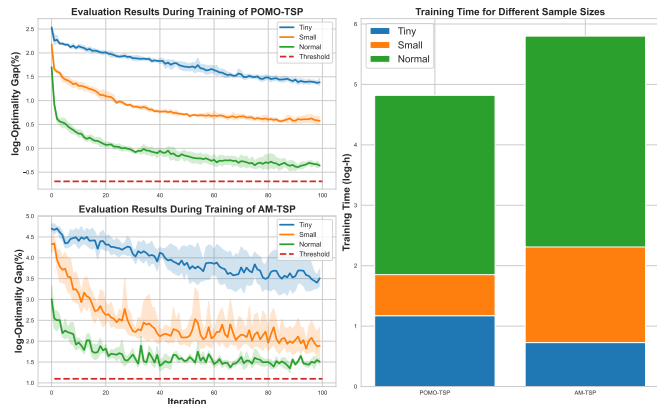 Evaluation Results During Training of POMO-TSP
log-Optimality Gap(%)
2.5
2.0
1.5
1.0
0.5
0.0
−0.5
0
20
40
60
80
100
Tiny
Small
Normal
Threshold
Evaluation Results During Training of AM-TSP
log-Optimality Gap(%)
5.0
4.5
4.0
3.5
3.0
2.5
2.0
1.5
1.0
0
20
40
60
80
100
Iteration
Tiny
Small
Normal
Threshold
Training Time for Different Sample Sizes
Training Time (log-h)
6
5
4
3
2
1
0
Tiny
Small
Normal
POMO-TSP
AM-TSP